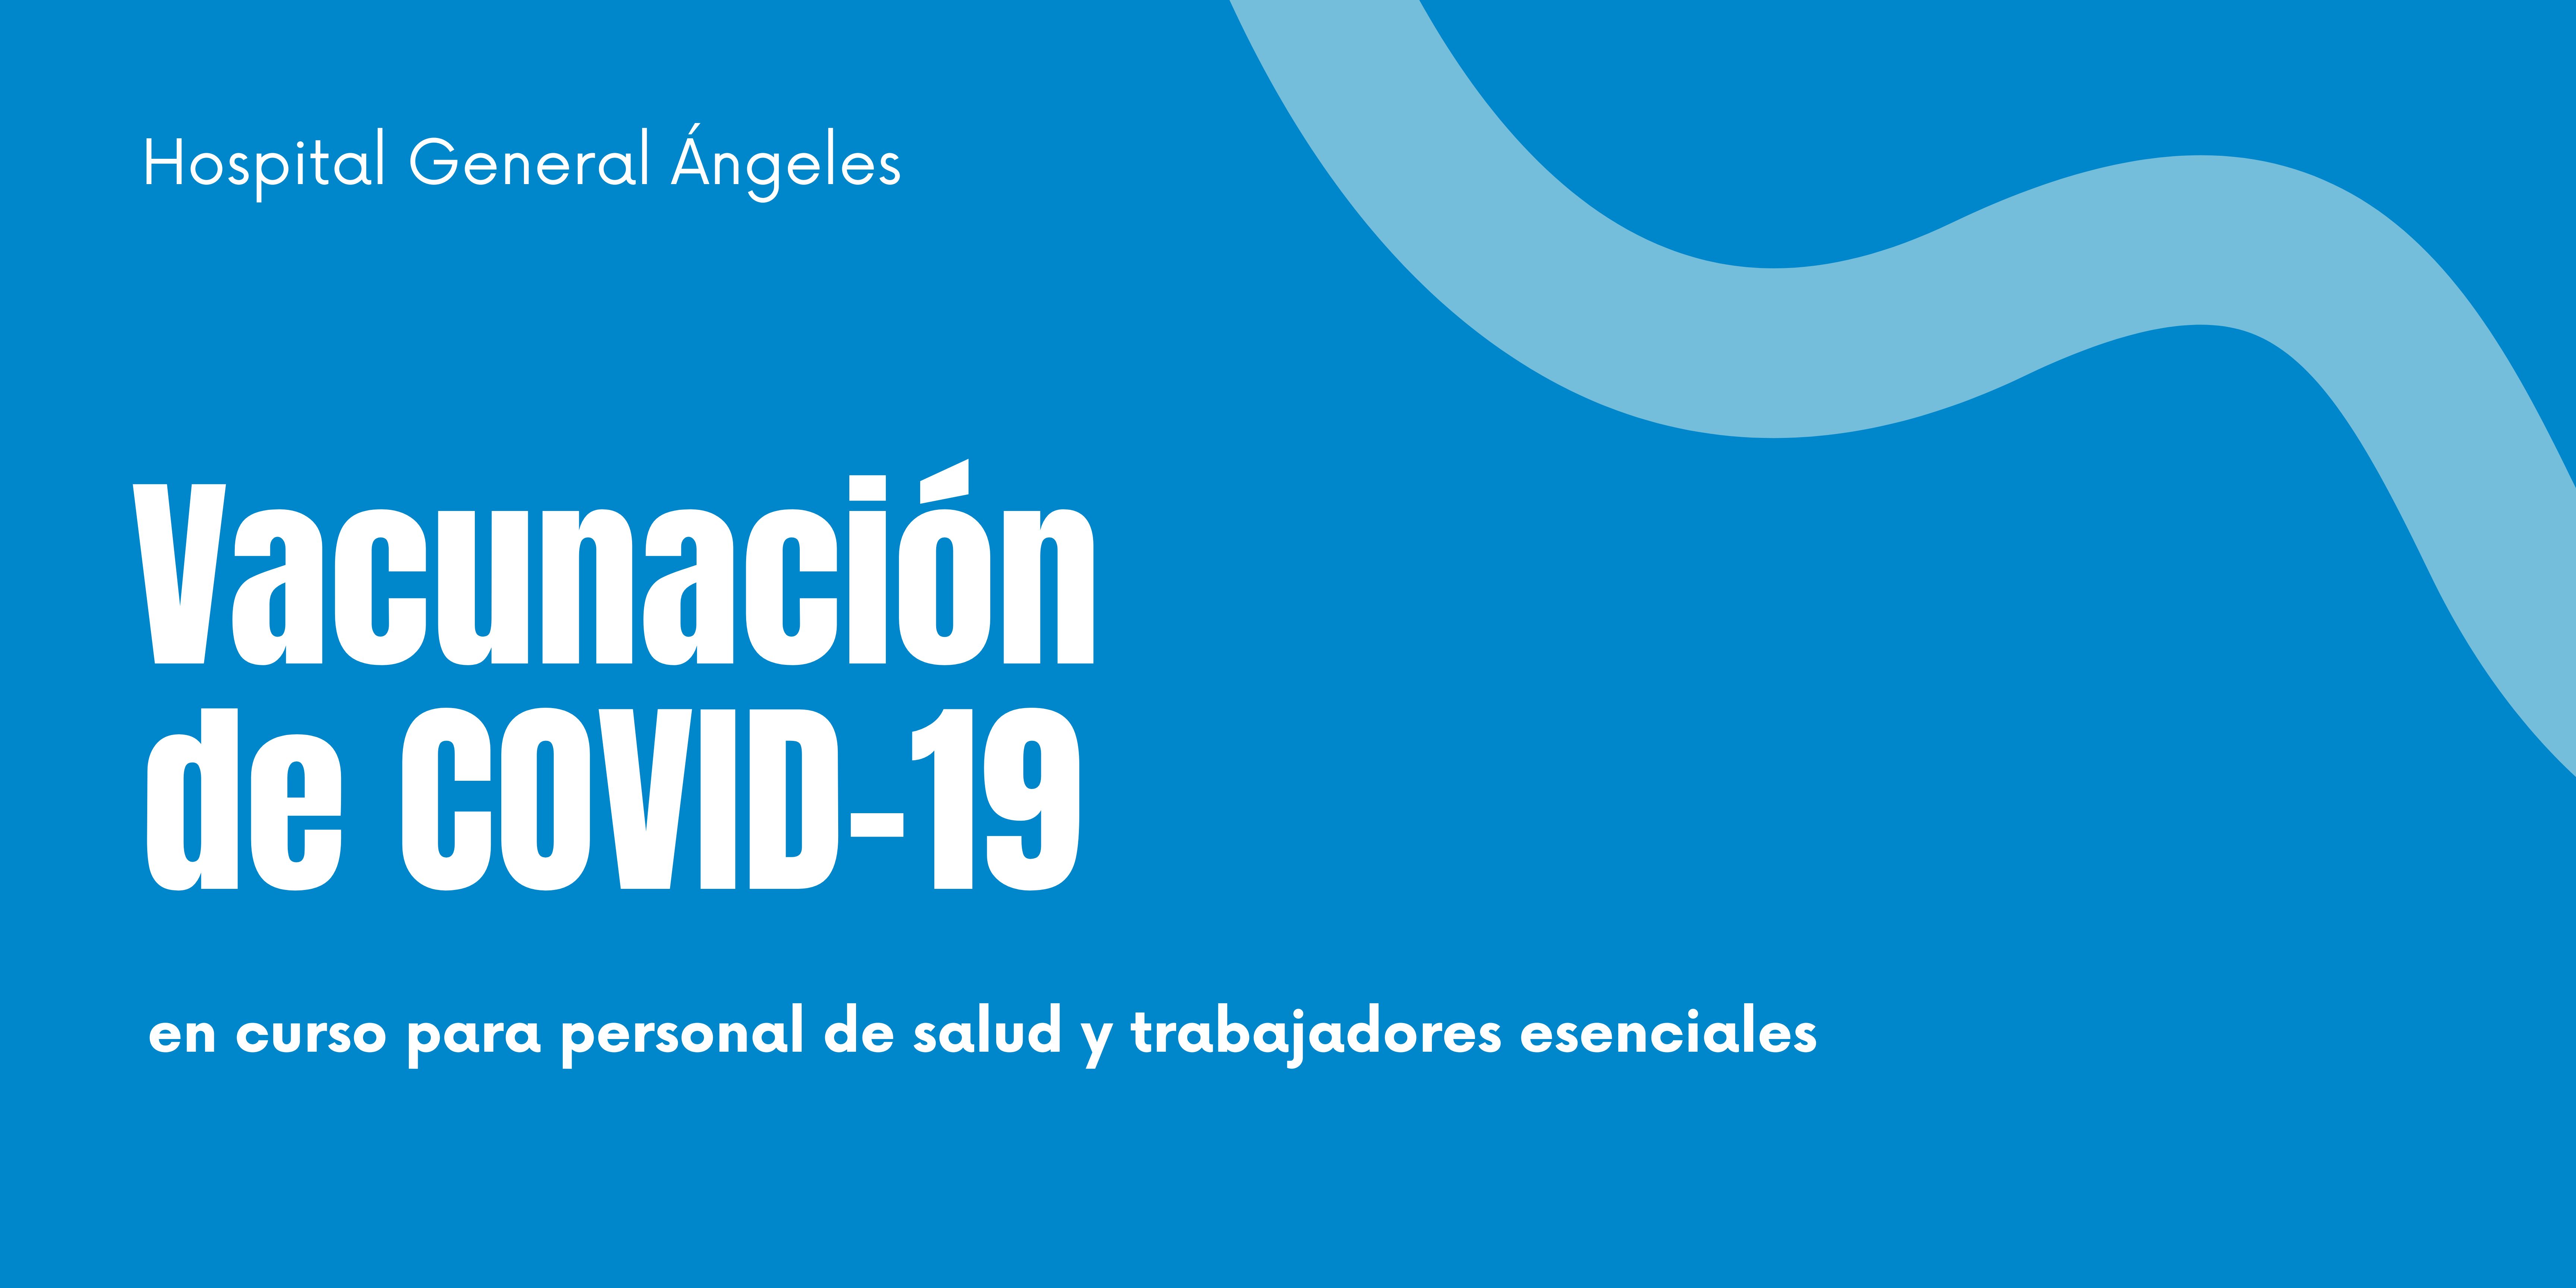 Hospital General Ángeles
Vacunación
de COVID-19
en curso para personal de salud y trabajadores esenciales